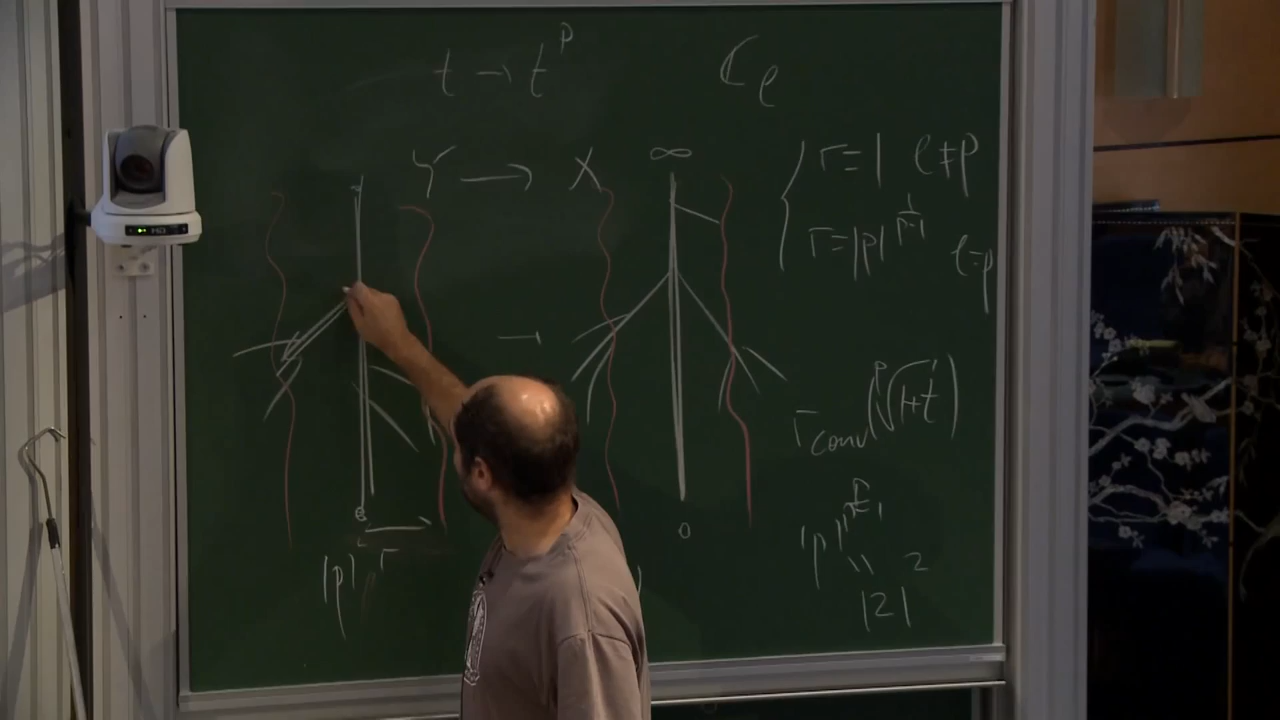 t → t^p ℂ_ℓ
Y → X ∞
{ r = 1 ℓ ≠ p
r = |p|^{1/(p-1)} ℓ = p
→
r_conv(ᵖ√(1+t))
0
|p| r
|2|